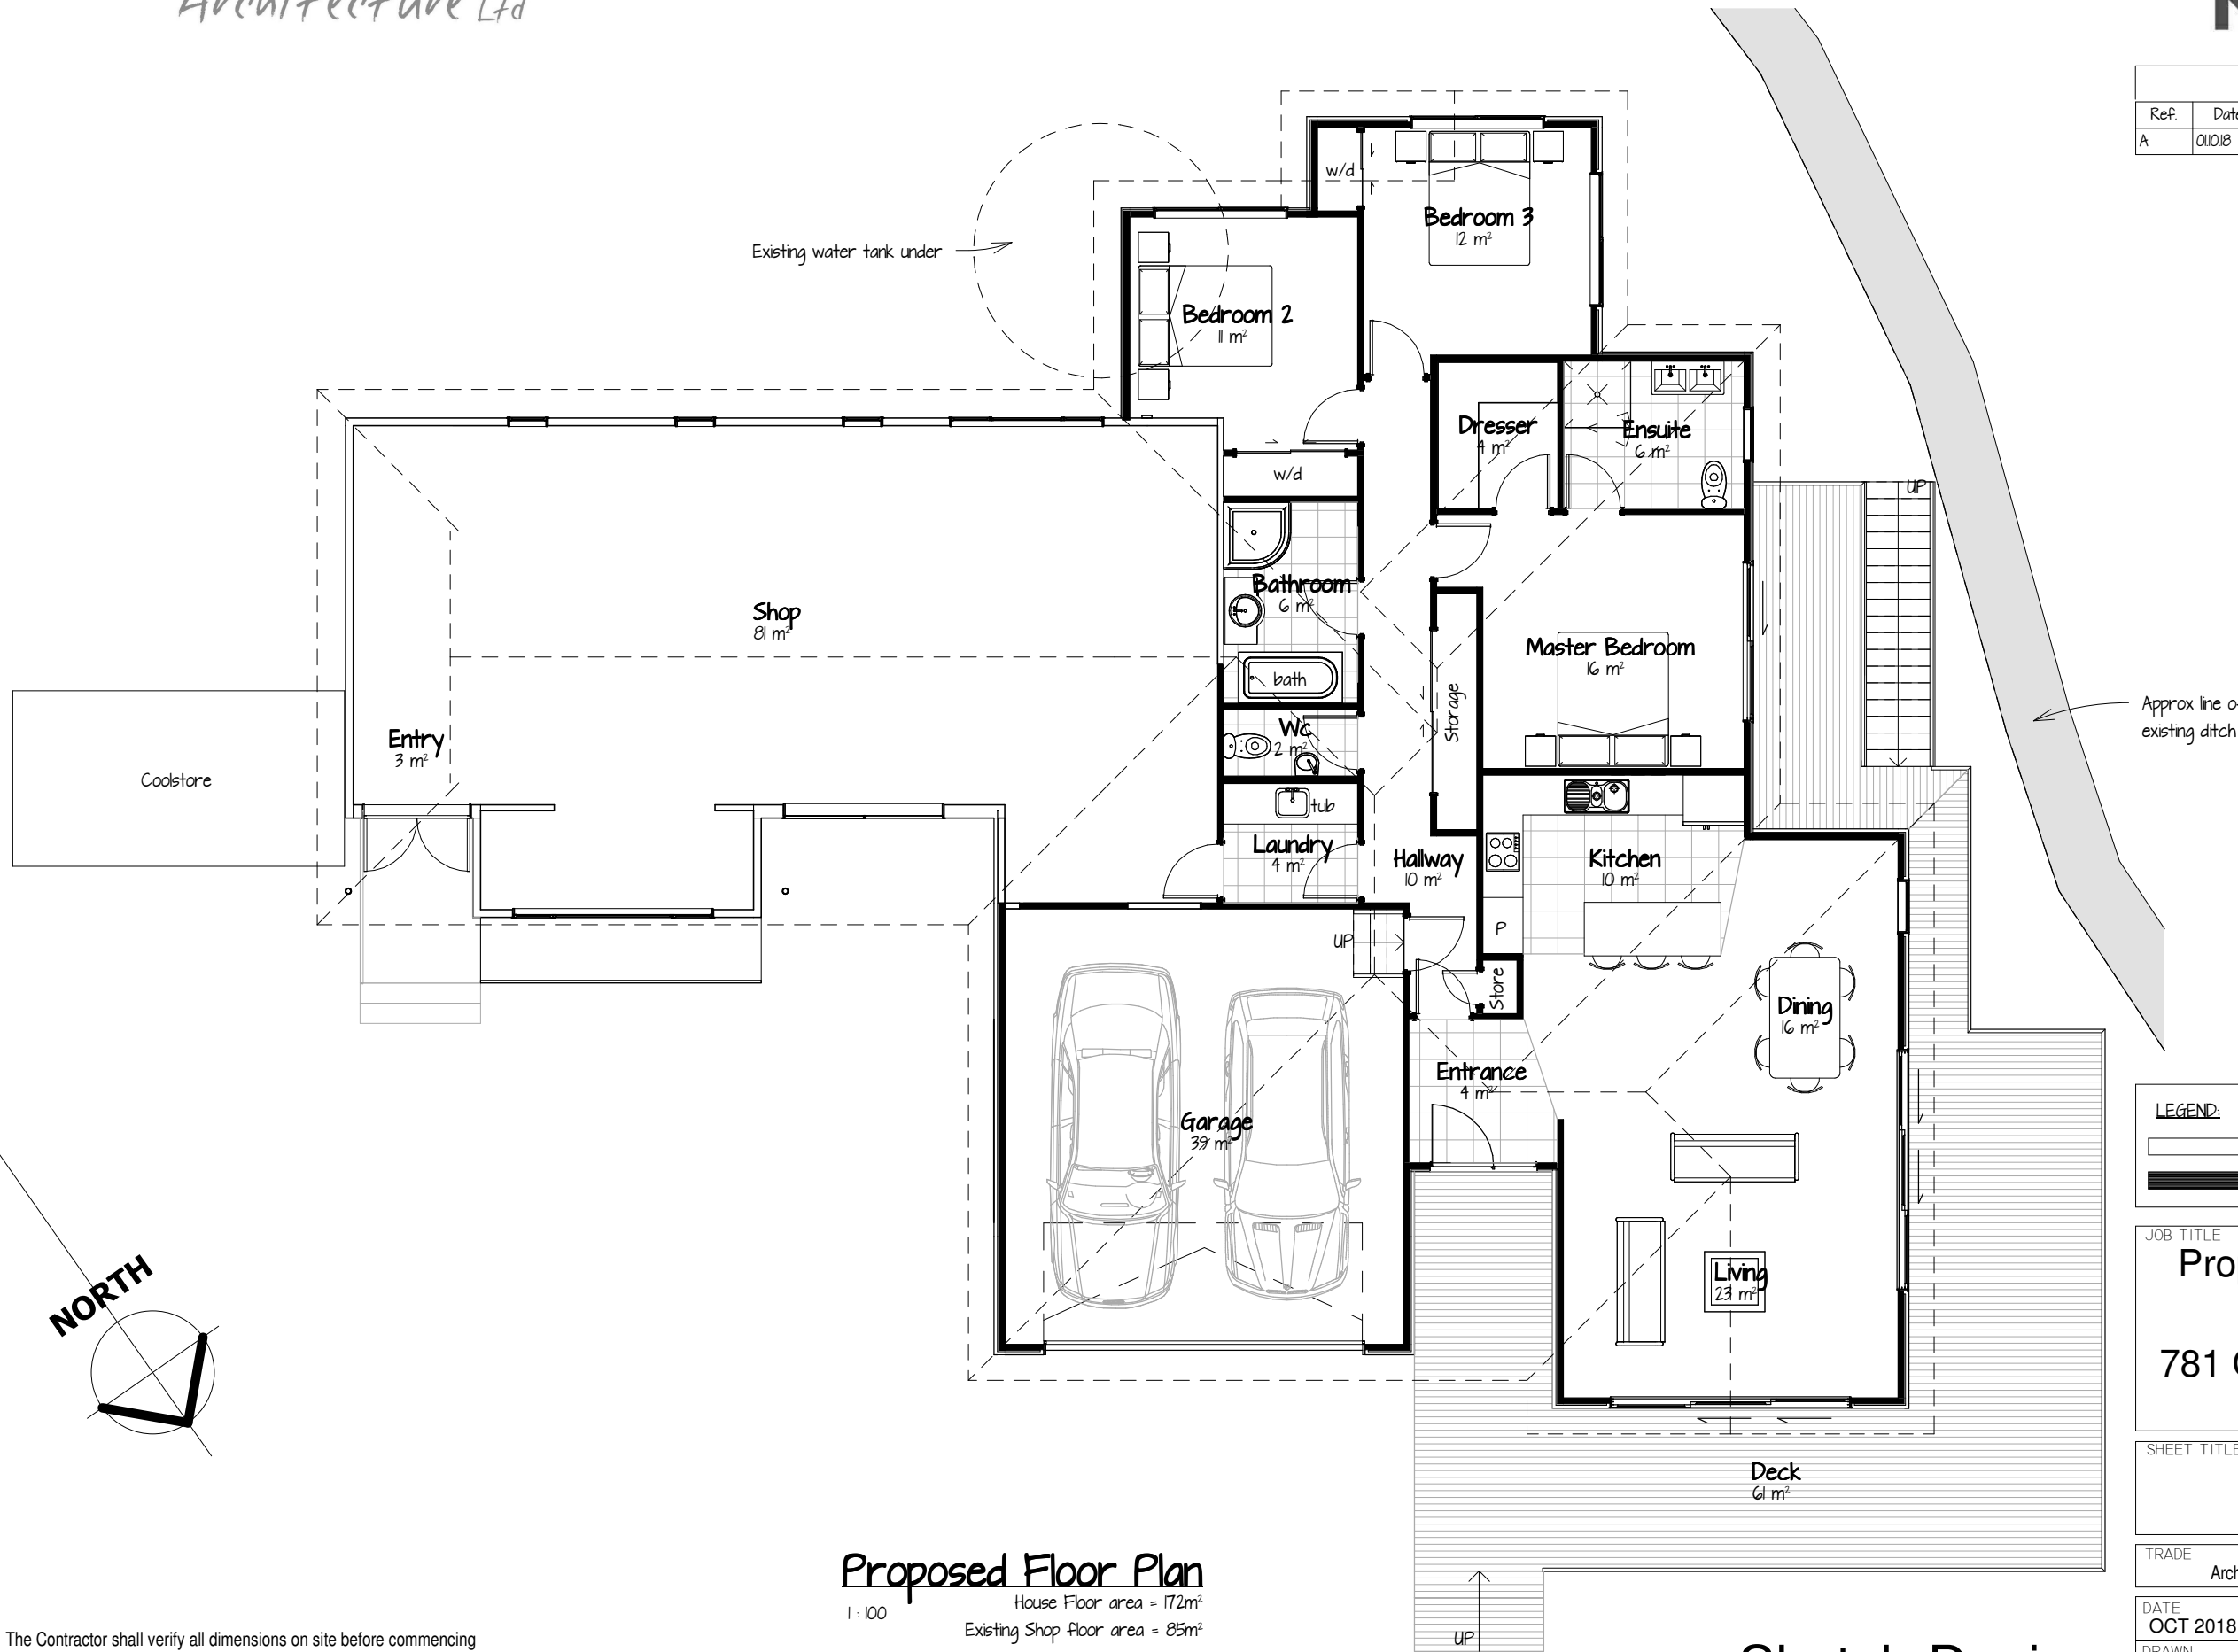 Architecture Ltd
Ref.
A
01.10.18
w/d
Bedroom 3
12 m²
Existing water tank under
Bedroom 2
11 m²
Dresser
4 m²
Ensuite
6 m²
w/d
UP
Bathroom
6 m²
Shop
81 m²
Master Bedroom
16 m²
bath
Storage
Approx line
existing ditch
Entry
3 m²
Wc
2 m²
Coolstore
tub
Laundry
4 m²
Hallway
10 m²
Kitchen
10 m²
P
UP
Store
Dining
16 m²
Entrance
4 m²
LEGEND:
Garage
39 m²
JOB TITLE
NORTH
Living
23 m²
781
SHEET TITLE
Deck
61 m²
Proposed Floor Plan
1 : 100
House Floor area = 172m²
Existing Shop floor area = 85m²
TRADE
DATE
OCT 2018
DRAWN
UP
The Contractor shall verify all dimensions on site before commencing